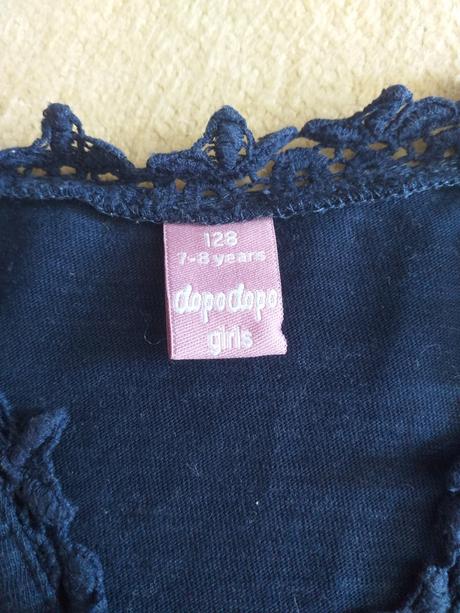 128
7-8 years
dopodopo
girls